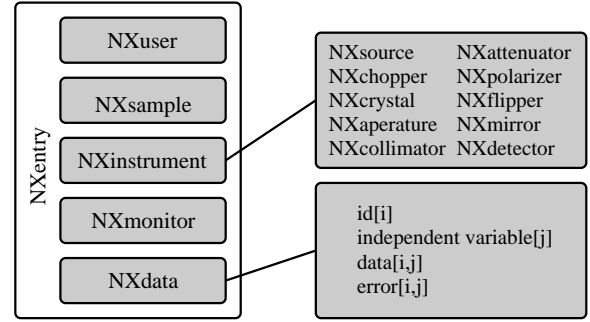 NXentry
NXuser
NXsample
NXinstrument
NXmonitor
NXdata
NXsource NXattenuator
NXchopper NXpolarizer
NXcrystal NXflipper
NXaperature NXmirror
NXcollimator NXdetector
id[i]
independent variable[j]
data[i,j]
error[i,j]